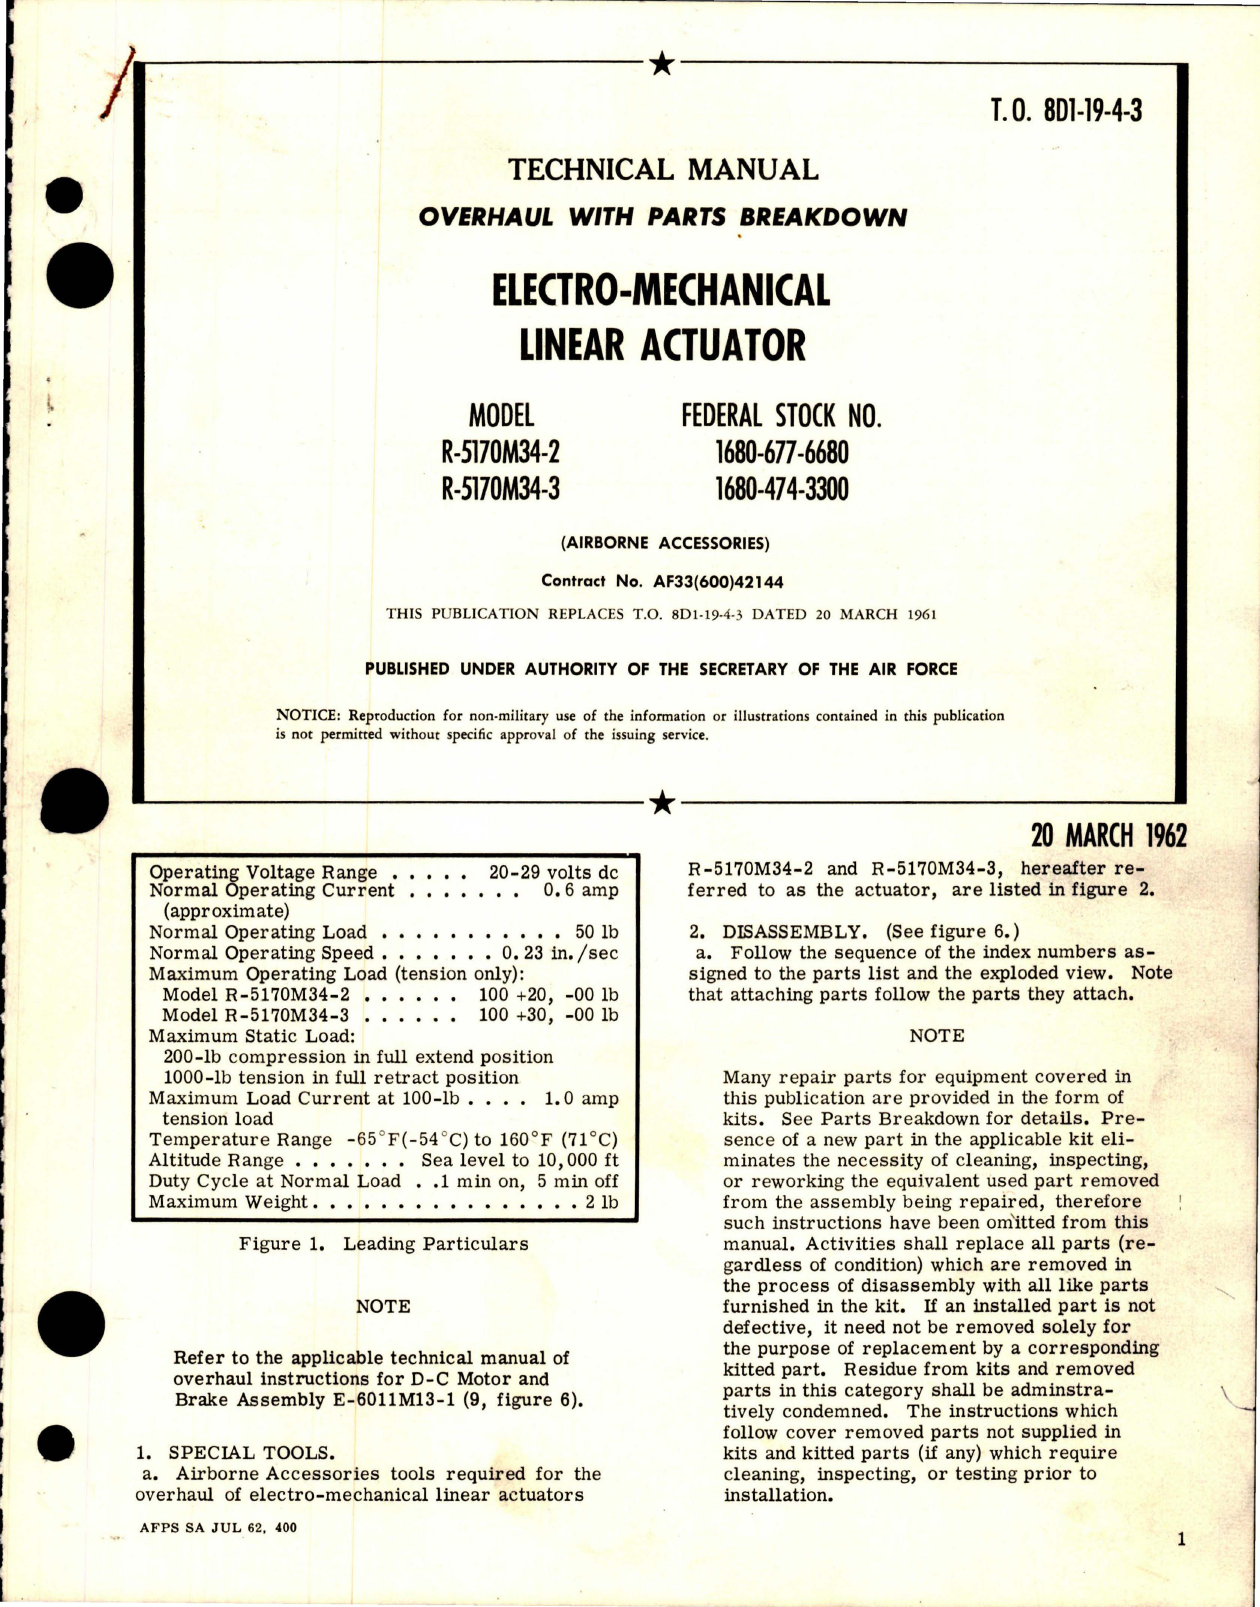 T.O. 8D1-19-4-3
TECHNICAL MANUAL
OVERHAUL WITH PARTS BREAKDOWN
ELECTRO-MECHANICAL
LINEAR ACTUATOR
MODEL FEDERAL STOCK NO.
R-5170M34-2 1680-677-6680
R-5170M34-3 1680-474-3300
(AIRBORNE ACCESSORIES)
Contract No. AF33(600)42144
THIS PUBLICATION REPLACES T.O. 8D1-19-4-3 DATED 20 MARCH 1961
PUBLISHED UNDER AUTHORITY OF THE SECRETARY OF THE AIR FORCE
NOTICE: Reproduction for non-military use of the information or illustrations contained in this publication
is not permitted without specific approval of the issuing service.
20 MARCH 1962
Operating Voltage Range . . . . . 20-29 volts dc
Normal Operating Current . . . . . . . 0.6 amp
(approximate)
Normal Operating Load . . . . . . . . . . . 50 lb
Normal Operating Speed . . . . . . . 0.23 in./sec
Maximum Operating Load (tension only):
Model R-5170M34-2 . . . . . . 100 +20, -00 lb
Model R-5170M34-3 . . . . . . 100 +30, -00 lb
Maximum Static Load:
200-lb compression in full extend position
1000-lb tension in full retract position
Maximum Load Current at 100-lb . . . . 1.0 amp
tension load
Temperature Range -65°F(-54°C) to 160°F (71°C)
Altitude Range . . . . . . . Sea level to 10,000 ft
Duty Cycle at Normal Load . .1 min on, 5 min off
Maximum Weight. . . . . . . . . . . . . . . . 2 lb
Figure 1. Leading Particulars
NOTE
Refer to the applicable technical manual of
overhaul instructions for D-C Motor and
Brake Assembly E-6011M13-1 (9, figure 6).
1. SPECIAL TOOLS.
a. Airborne Accessories tools required for the
overhaul of electro-mechanical linear actuators
R-5170M34-2 and R-5170M34-3, hereafter re-
ferred to as the actuator, are listed in figure 2.
2. DISASSEMBLY. (See figure 6.)
a. Follow the sequence of the index numbers as-
signed to the parts list and the exploded view. Note
that attaching parts follow the parts they attach.
NOTE
Many repair parts for equipment covered in
this publication are provided in the form of
kits. See Parts Breakdown for details. Pre-
sence of a new part in the applicable kit eli-
minates the necessity of cleaning, inspecting,
or reworking the equivalent used part removed
from the assembly being repaired, therefore
such instructions have been omitted from this
manual. Activities shall replace all parts (re-
gardless of condition) which are removed in
the process of disassembly with all like parts
furnished in the kit. If an installed part is not
defective, it need not be removed solely for
the purpose of replacement by a corresponding
kitted part. Residue from kits and removed
parts in this category shall be adminstra-
tively condemned. The instructions which
follow cover removed parts not supplied in
kits and kitted parts (if any) which require
cleaning, inspecting, or testing prior to
installation.
AFPS SA JUL 62, 400
1